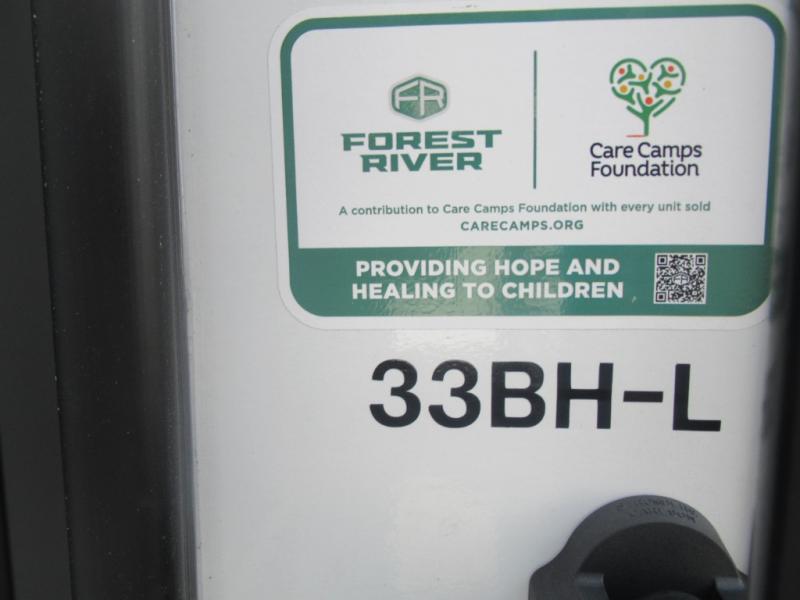 FR
FOREST
RIVER
Care Camps
Foundation
A contribution to Care Camps Foundation with every unit sold
CARECAMPS.ORG
PROVIDING HOPE AND
HEALING TO CHILDREN
33BH-L